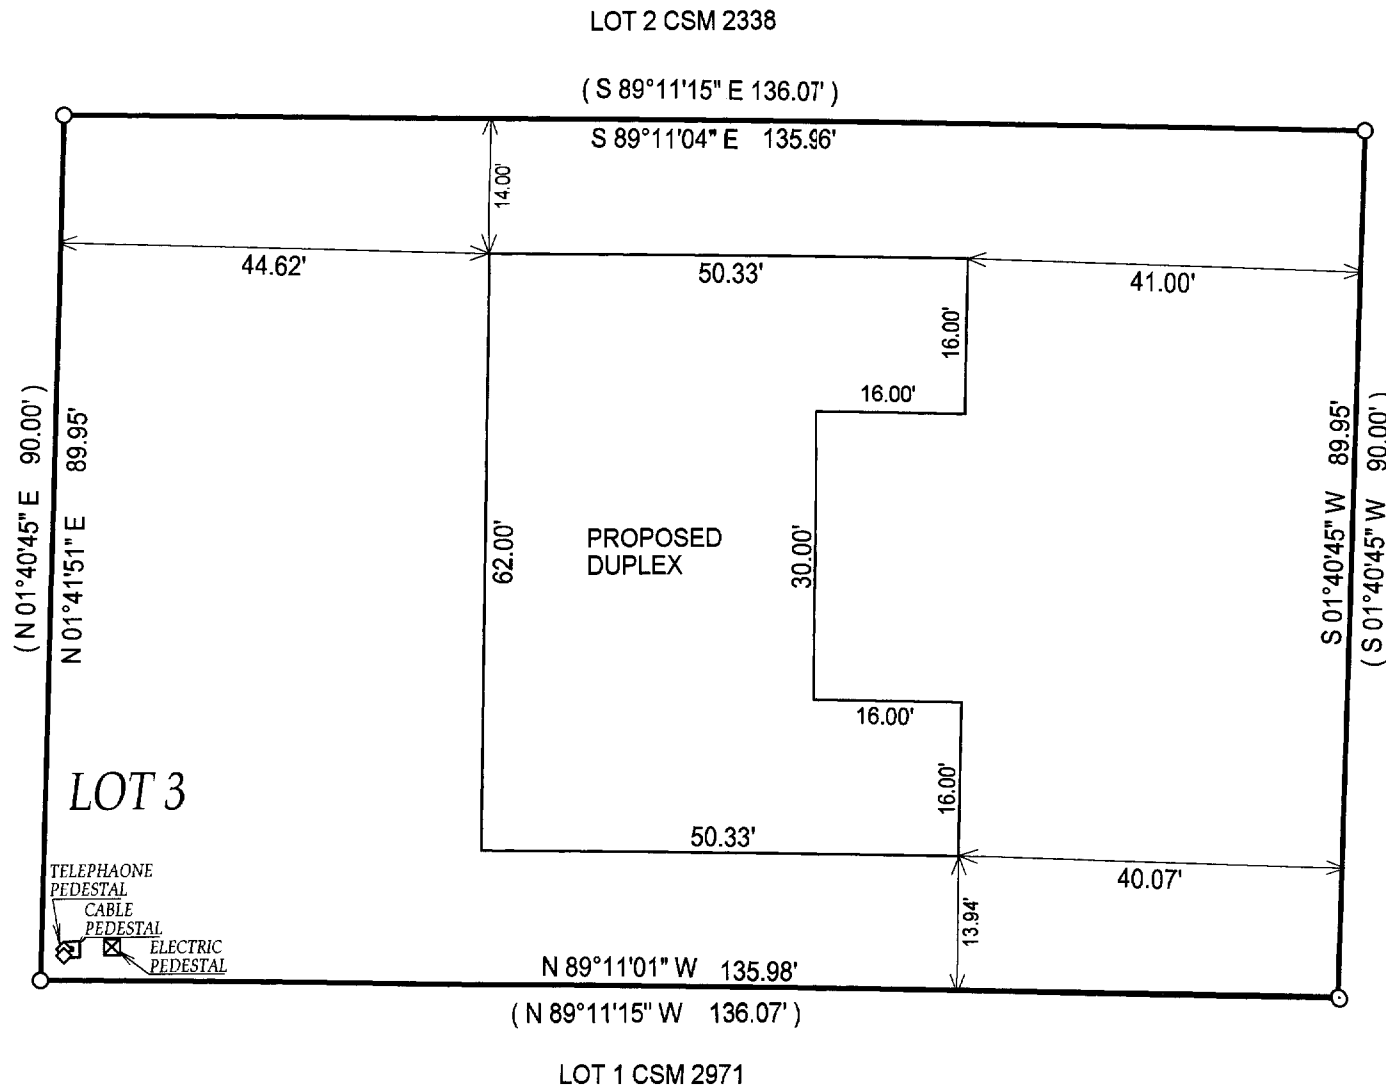 LOT 2 CSM 2338
( S 89°11'15" E 136.07' )
S 89°11'04" E 135.96'
14.00'
44.62'
50.33'
41.00'
16.00'
16.00'
( N 01°40'45" E 90.00' )
N 01°41'51" E 89.95'
62.00'
PROPOSED
DUPLEX
30.00'
S 01°40'45" W 89.95'
( S 01°40'45" W 90.00' )
16.00'
16.00'
LOT 3
50.33'
40.07'
TELEPHAONE
PEDESTAL
CABLE
PEDESTAL
ELECTRIC
PEDESTAL
13.94'
N 89°11'01" W 135.98'
( N 89°11'15" W 136.07' )
LOT 1 CSM 2971